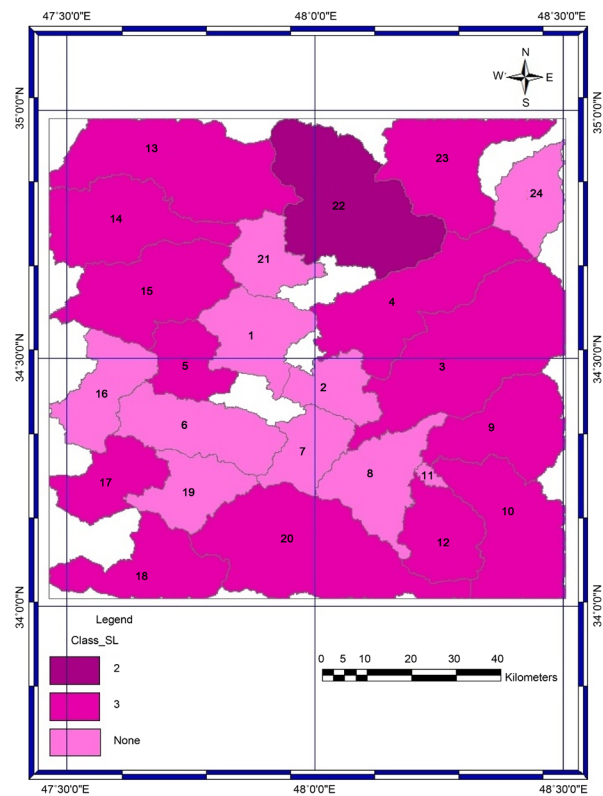 47°30'0"E 48°0'0"E 48°30'0"E
N
W E
S
35°0'0"N 35°0'0"N
13
23
24
22
14
21
15
4
1
34°30'0"N 34°30'0"N
5
3
2
16
6
9
7
8
11
17
19
10
20
12
18
34°0'0"N 34°0'0"N
Legend
Class_SL
2
3
None
0 5 10 20 30 40
Kilometers
47°30'0"E 48°0'0"E 48°30'0"E